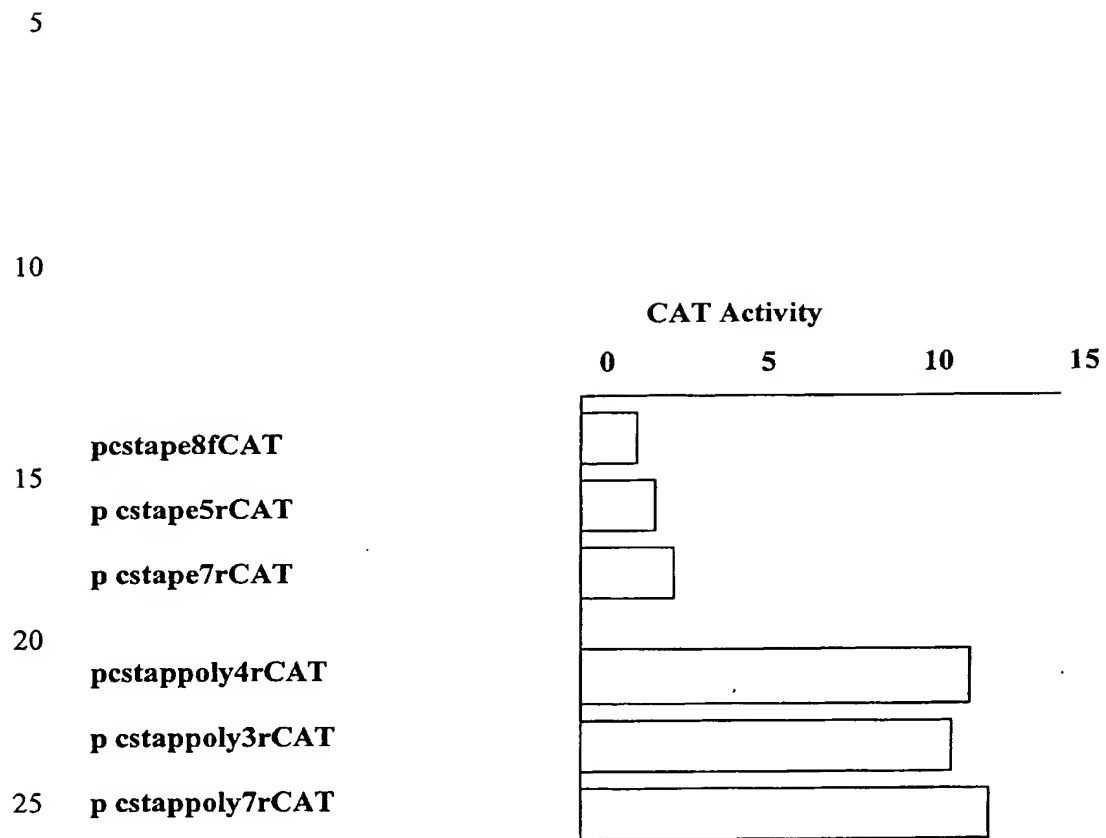 5
10
CAT Activity
0 5 10 15
pcstape8fCAT
15
p cstape5rCAT
p cstape7rCAT
20
pcstappoly4rCAT
p cstappoly3rCAT
25 p cstappoly7rCAT